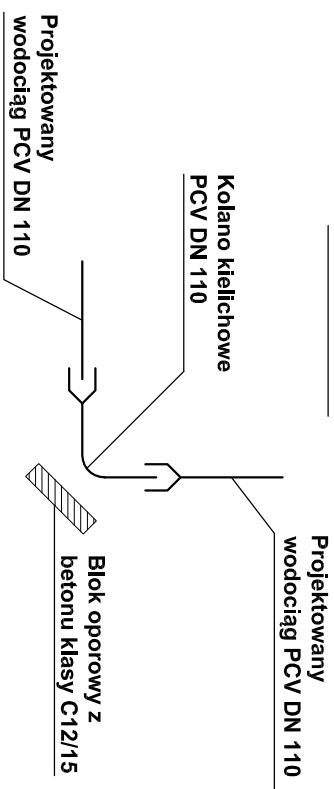 Projektowany
wodociąg PCV DN 110
Kolano kielichowe
PCV DN 110
Projektowany
wodociąg PCV DN 110
Blok oporowy z
betonu klasy C12/15